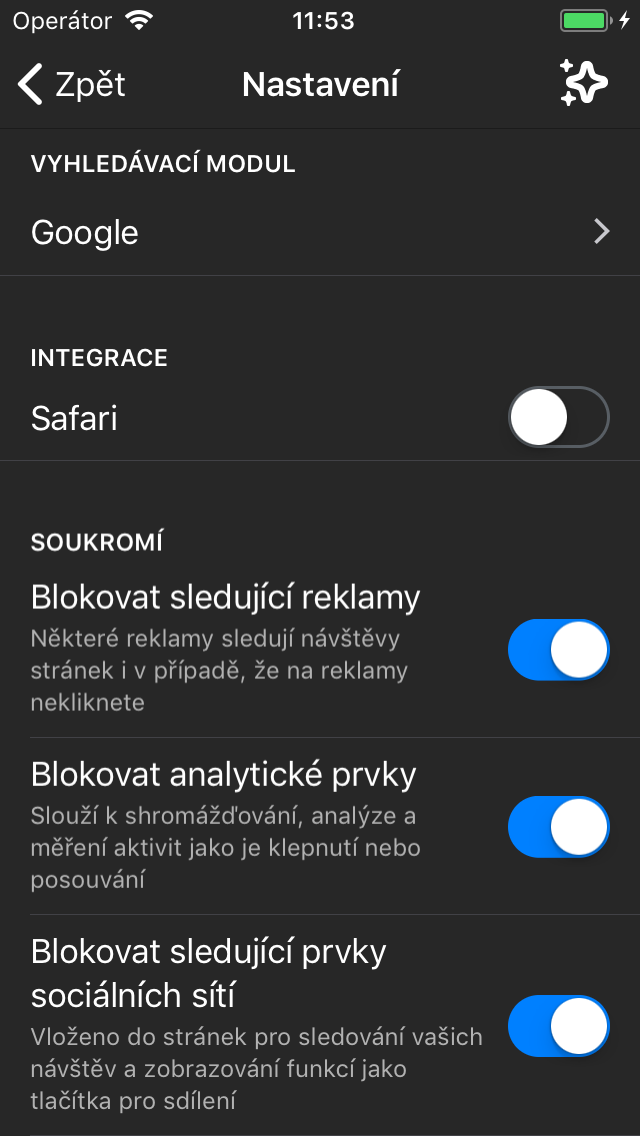 Operátor 11:53
Zpět Nastavení
VYHLEDÁVACÍ MODUL
Google
INTEGRACE
Safari
SOUKROMÍ
Blokovat sledující reklamy
Některé reklamy sledují návštěvy
stránek i v případě, že na reklamy
nekliknete
Blokovat analytické prvky
Slouží k shromážďování, analýze a
měření aktivit jako je klepnutí nebo
posouvání
Blokovat sledující prvky
sociálních sítí
Vloženo do stránek pro sledování vašich
návštěv a zobrazování funkcí jako
tlačítka pro sdílení